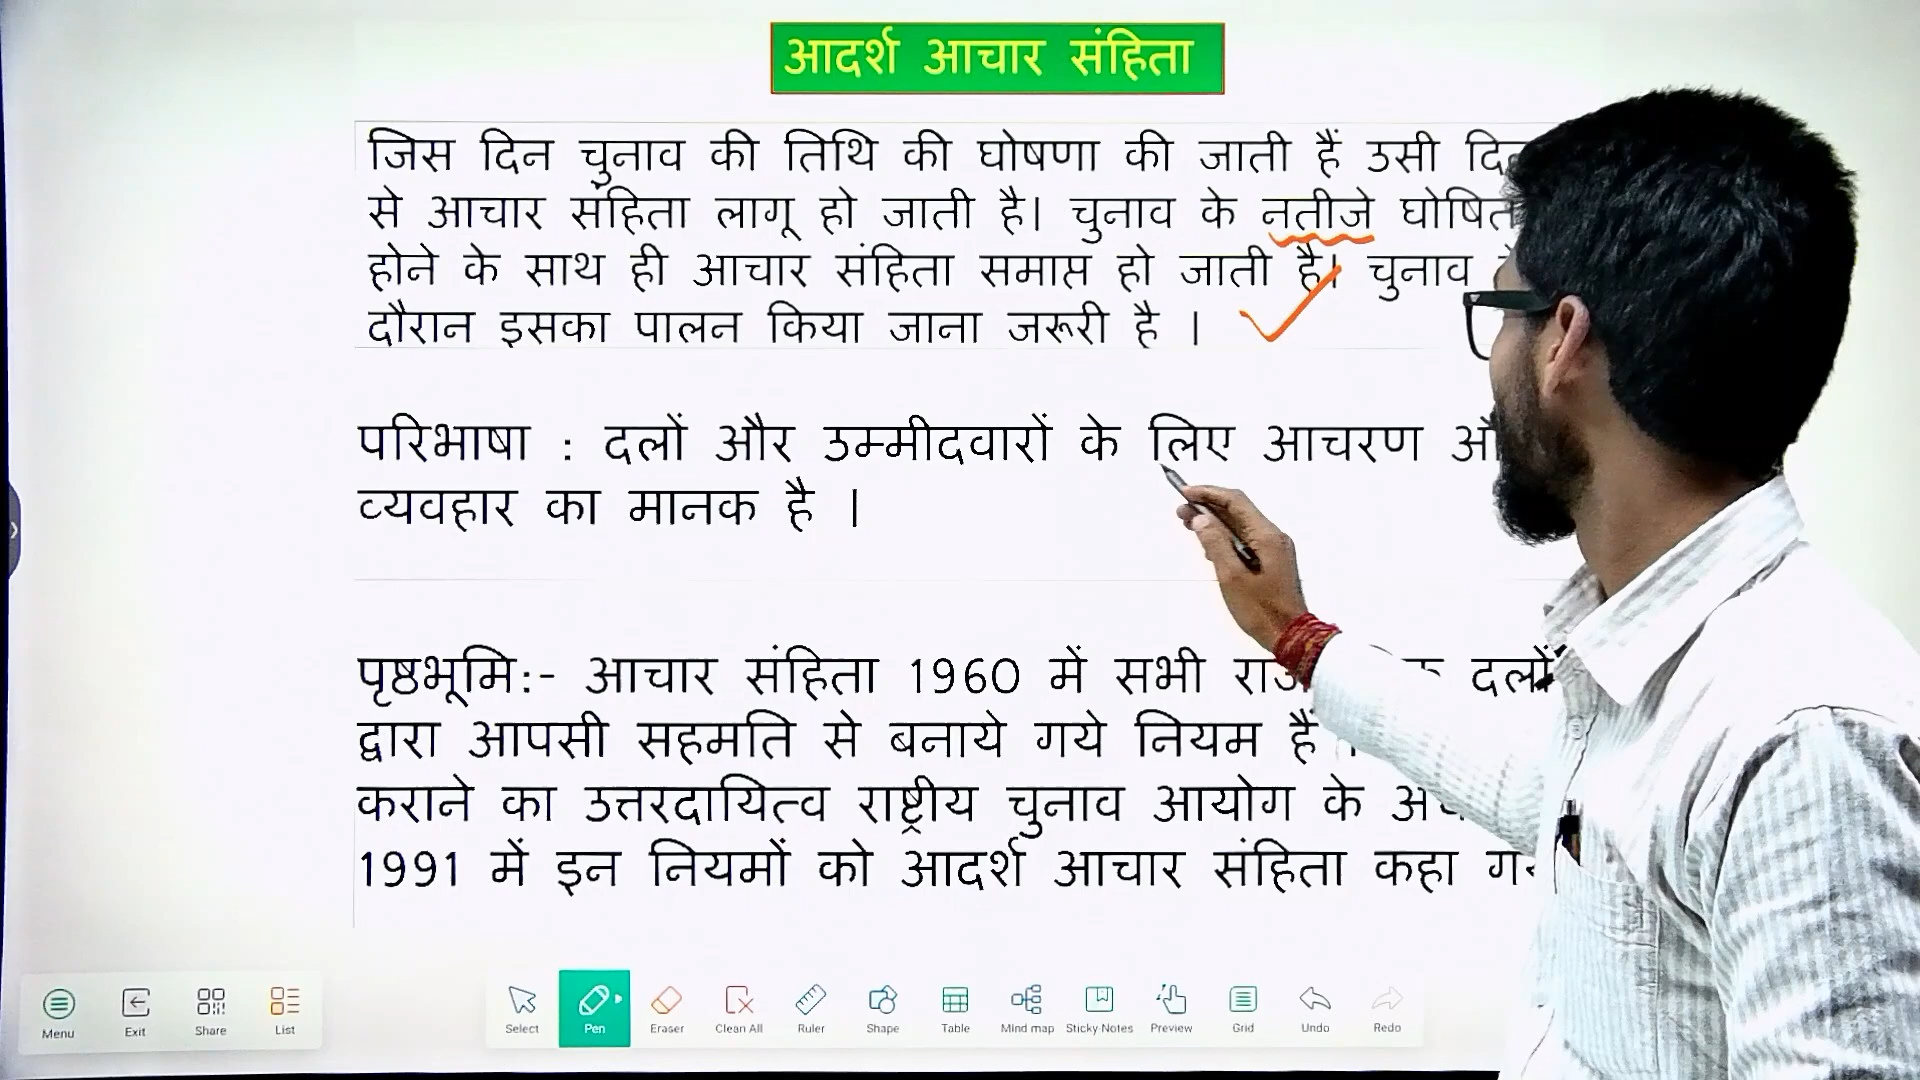 आदर्श आचार संहिता
जिस दिन चुनाव की तिथि की घोषणा की जाती हैं उसी
से आचार संहिता लागू हो जाती है। चुनाव के नतीजे घोषित
होने के साथ ही आचार संहिता समाप्त हो जाती है। चुनाव
दौरान इसका पालन किया जाना जरूरी है ।
परिभाषा : दलों और उम्मीदवारों के लिए आचरण
व्यवहार का मानक है ।
पृष्ठभूमि:- आचार संहिता 1960 में सभी दलों
द्वारा आपसी सहमति से बनाये गये नियम हैं
कराने का उत्तरदायित्व राष्ट्रीय चुनाव आयोग के
1991 में इन नियमों को आदर्श आचार संहिता कहा
Menu Exit Share List Select Pen Eraser Clean All Ruler Shape Table Mind map Sticky Notes Preview Grid Undo Redo